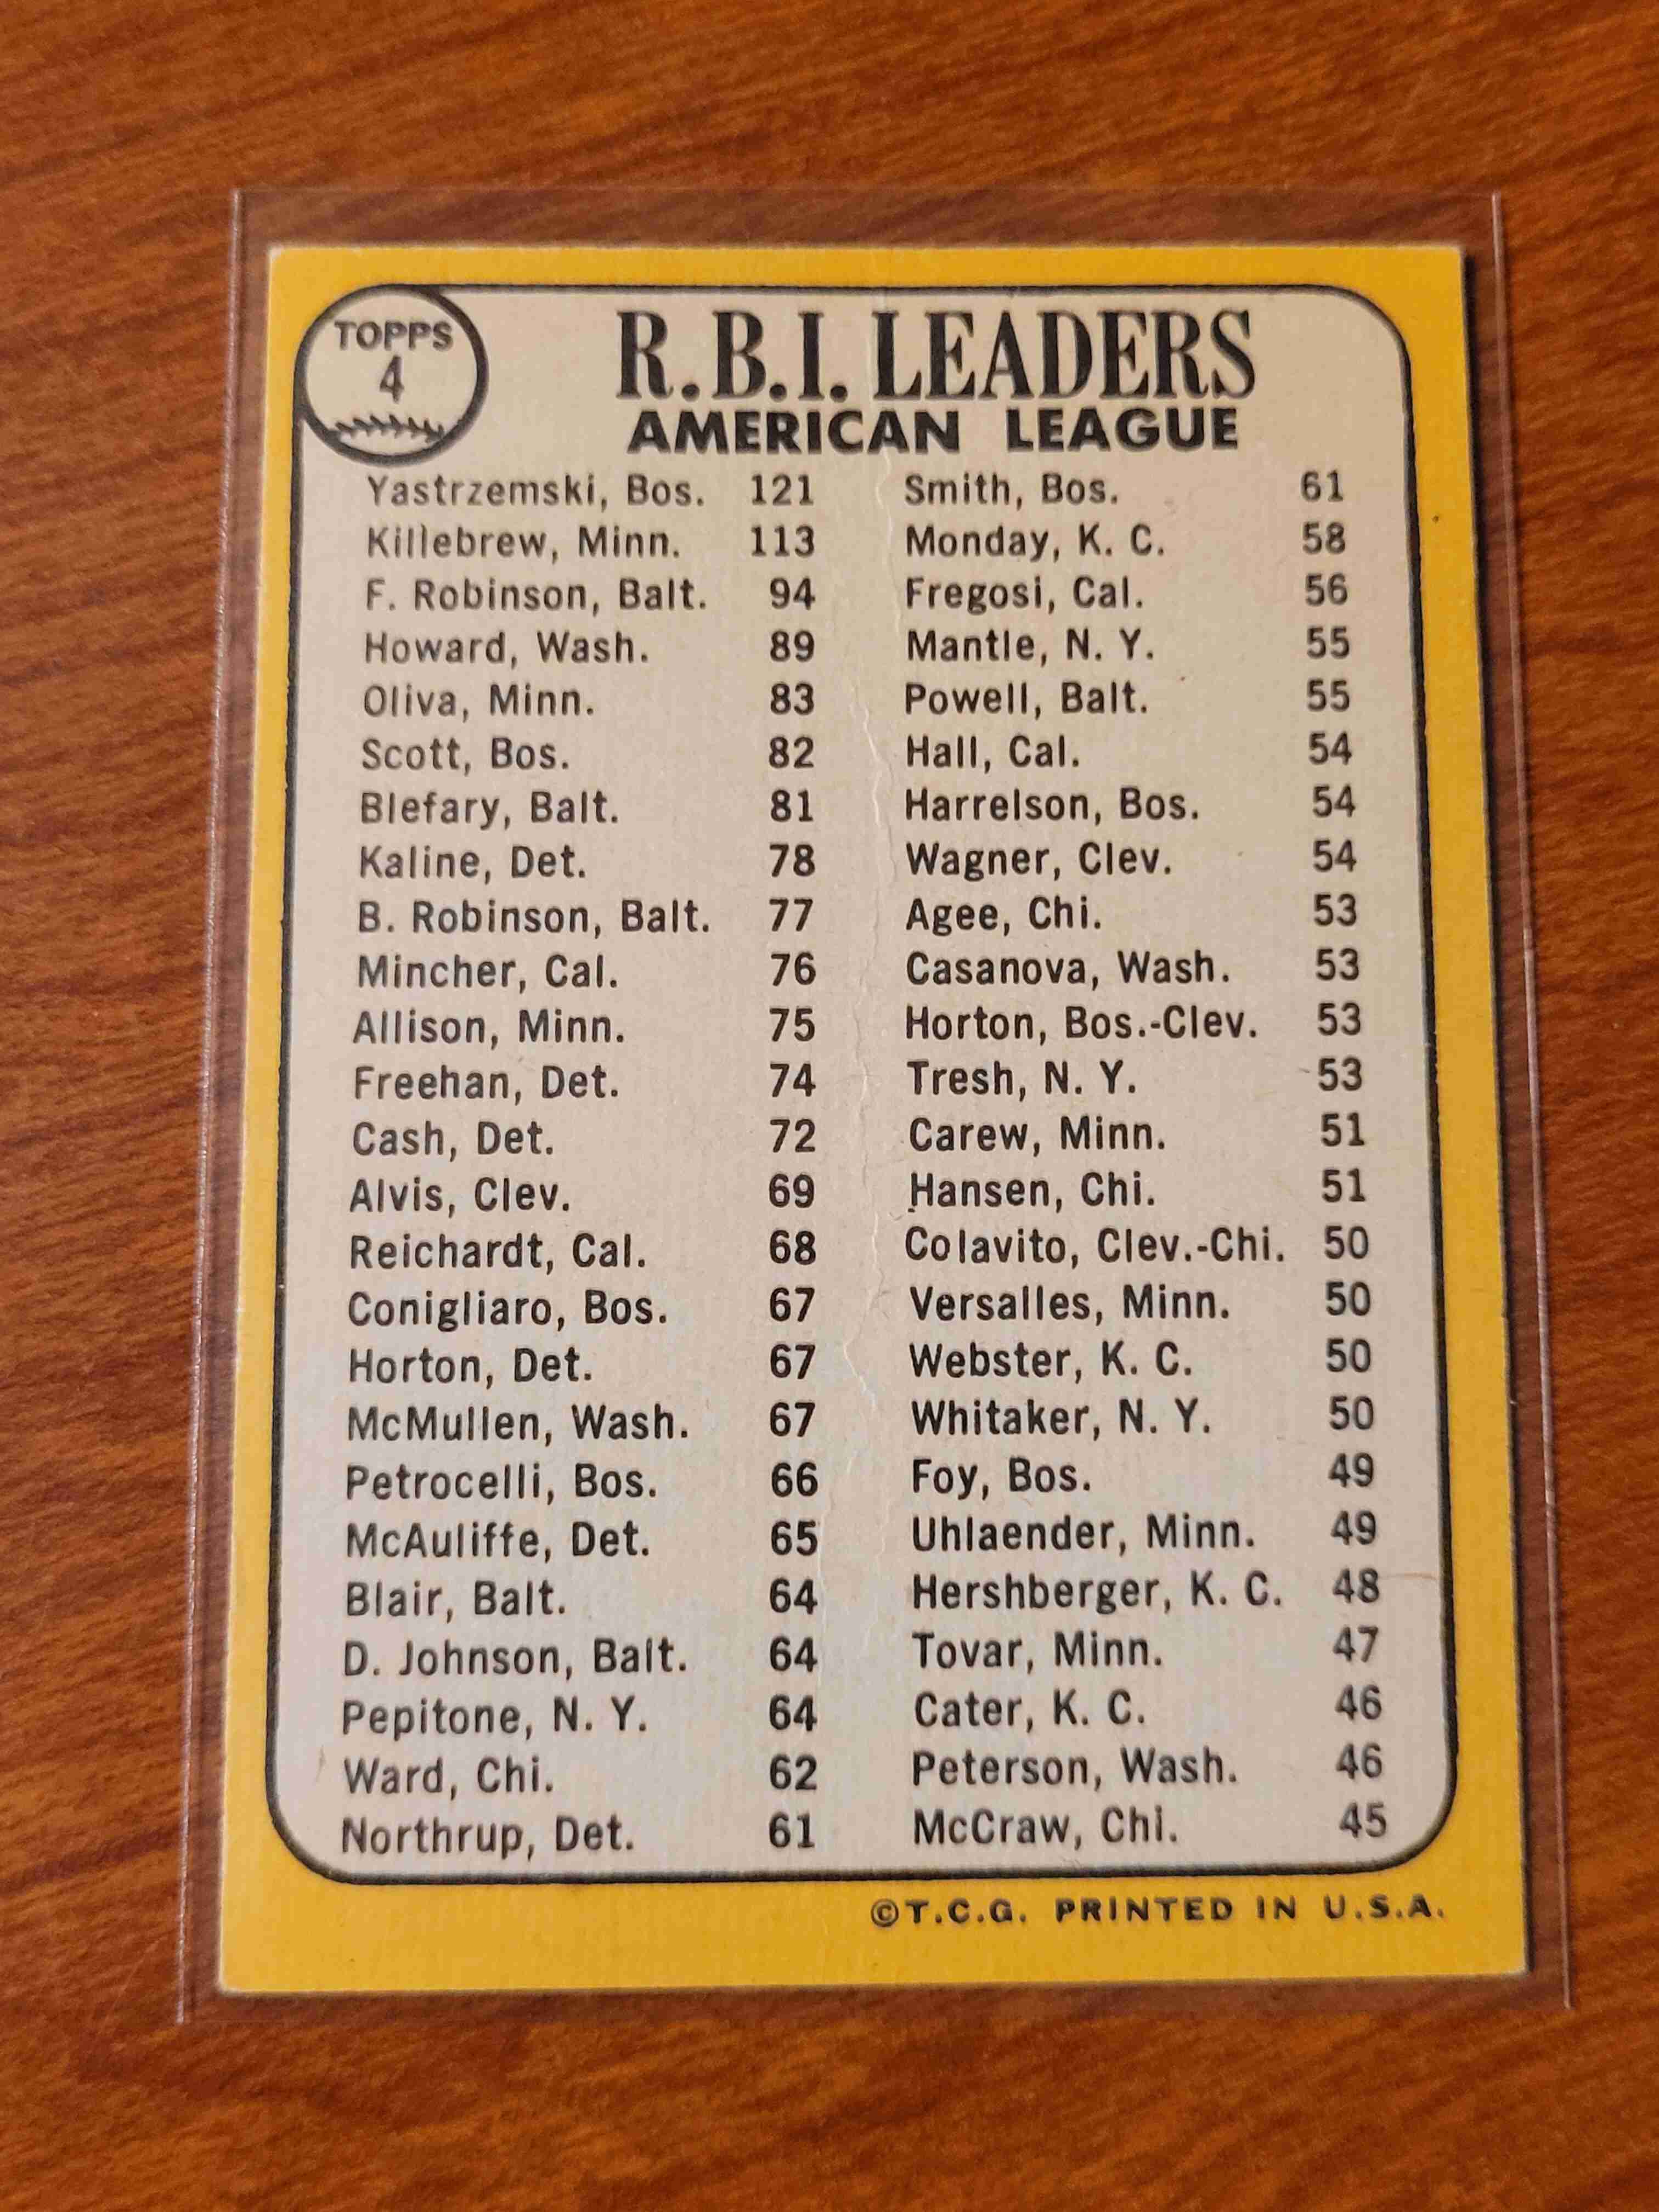 TOPPS
4
R.B.I. LEADERS
AMERICAN LEAGUE
Yastrzemski, Bos. 121
Killebrew, Minn. 113
F. Robinson, Balt. 94
Howard, Wash. 89
Oliva, Minn. 83
Scott, Bos. 82
Blefary, Balt. 81
Kaline, Det. 78
B. Robinson, Balt. 77
Mincher, Cal. 76
Allison, Minn. 75
Freehan, Det. 74
Cash, Det. 72
Alvis, Clev. 69
Reichardt, Cal. 68
Conigliaro, Bos. 67
Horton, Det. 67
McMullen, Wash. 67
Petrocelli, Bos. 66
McAuliffe, Det. 65
Blair, Balt. 64
D. Johnson, Balt. 64
Pepitone, N. Y. 64
Ward, Chi. 62
Northrup, Det. 61
Smith, Bos. 61
Monday, K. C. 58
Fregosi, Cal. 56
Mantle, N. Y. 55
Powell, Balt. 55
Hall, Cal. 54
Harrelson, Bos. 54
Wagner, Clev. 54
Agee, Chi. 53
Casanova, Wash. 53
Horton, Bos.-Clev. 53
Tresh, N. Y. 53
Carew, Minn. 51
Hansen, Chi. 51
Colavito, Clev.-Chi. 50
Versalles, Minn. 50
Webster, K. C. 50
Whitaker, N. Y. 50
Foy, Bos. 49
Uhlaender, Minn. 49
Hershberger, K. C. 48
Tovar, Minn. 47
Cater, K. C. 46
Peterson, Wash. 46
McCraw, Chi. 45
©T.C.G. PRINTED IN U.S.A.